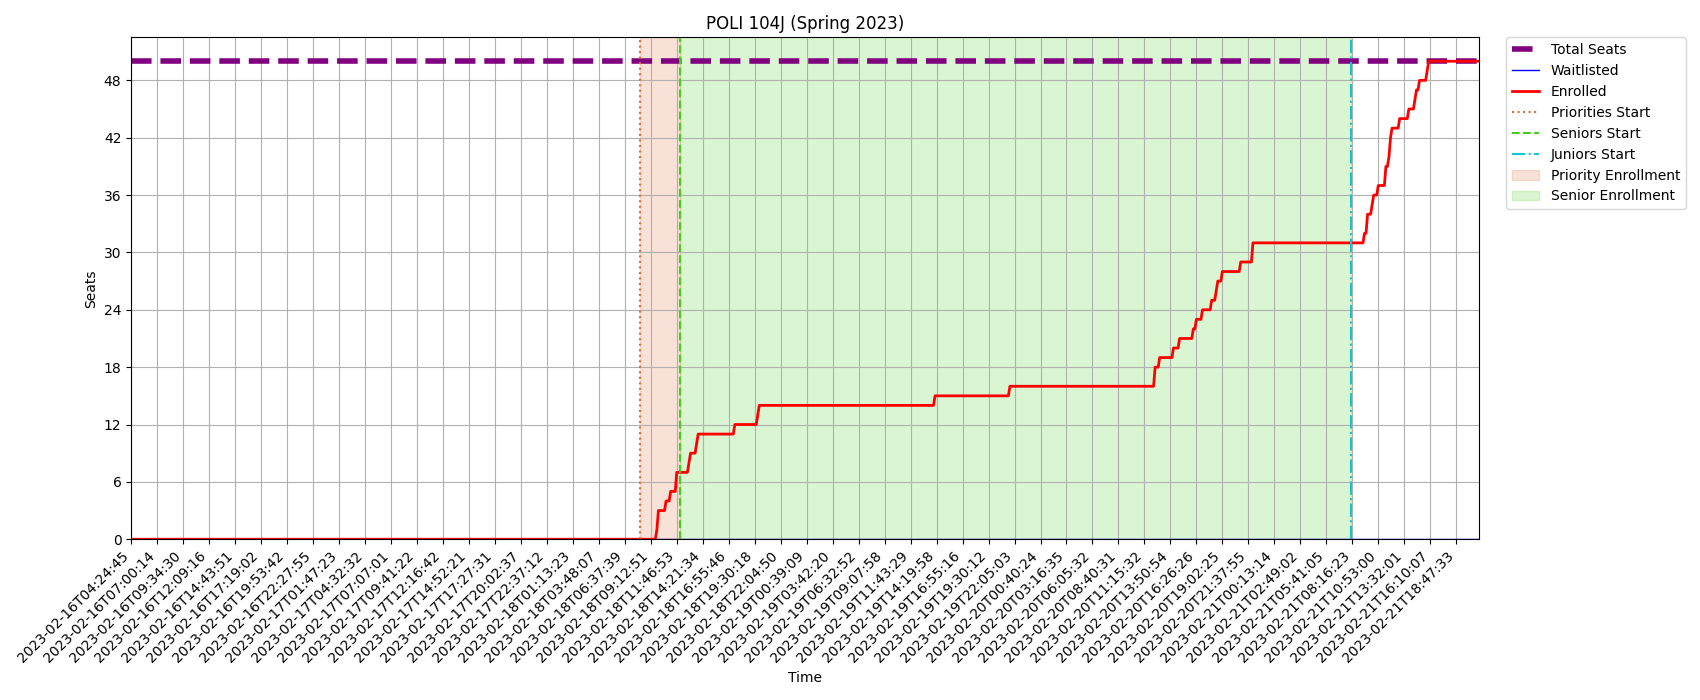 POLI 104J (Spring 2023)
Total Seats
Waitlisted
Enrolled
Priorities Start
Seniors Start
Juniors Start
Priority Enrollment
Senior Enrollment
Seats
48
42
36
30
24
18
12
6
0
2023-02-16T04:24:45
2023-02-16T07:00:14
2023-02-16T09:34:30
2023-02-16T12:09:16
2023-02-16T14:43:51
2023-02-16T17:19:02
2023-02-16T19:53:42
2023-02-16T22:27:55
2023-02-17T01:47:23
2023-02-17T04:32:32
2023-02-17T07:07:01
2023-02-17T09:41:22
2023-02-17T12:16:42
2023-02-17T14:52:21
2023-02-17T17:27:31
2023-02-17T20:02:37
2023-02-17T22:37:12
2023-02-18T01:13:23
2023-02-18T03:48:07
2023-02-18T06:37:39
2023-02-18T09:12:51
2023-02-18T11:46:53
2023-02-18T14:21:34
2023-02-18T16:55:46
2023-02-18T19:30:18
2023-02-18T22:04:50
2023-02-19T00:39:09
2023-02-19T03:42:20
2023-02-19T06:32:52
2023-02-19T09:07:58
2023-02-19T11:43:29
2023-02-19T14:19:58
2023-02-19T16:55:16
2023-02-19T19:30:12
2023-02-19T22:05:03
2023-02-20T00:40:24
2023-02-20T03:16:35
2023-02-20T06:05:32
2023-02-20T08:40:31
2023-02-20T11:15:32
2023-02-20T13:50:54
2023-02-20T16:26:26
2023-02-20T19:02:25
2023-02-20T21:37:55
2023-02-21T00:13:14
2023-02-21T02:49:02
2023-02-21T05:41:05
2023-02-21T08:16:23
2023-02-21T10:53:00
2023-02-21T13:32:01
2023-02-21T16:10:07
2023-02-21T18:47:33
Time